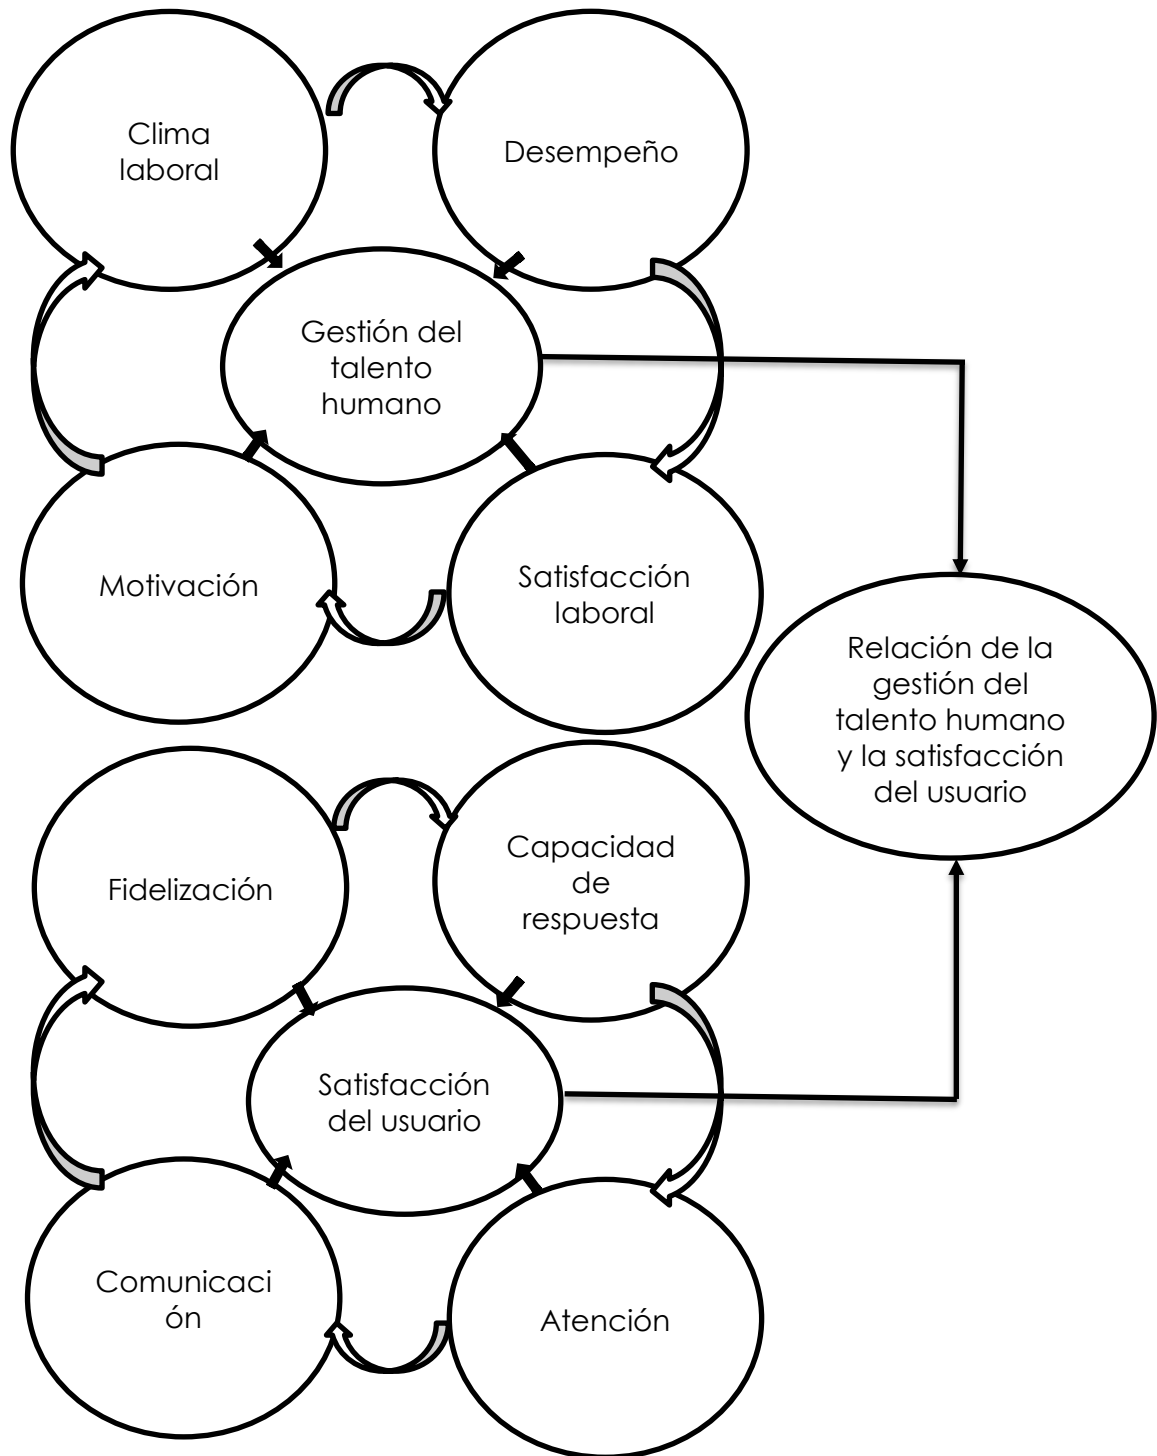 Clima
laboral
Desempeño
Gestión del
talento
humano
Motivación
Satisfacción
laboral
Relación de la
gestión del
talento humano
y la satisfacción
del usuario
Fidelización
Capacidad
de
respuesta
Satisfacción
del usuario
Comunicaci
ón
Atención